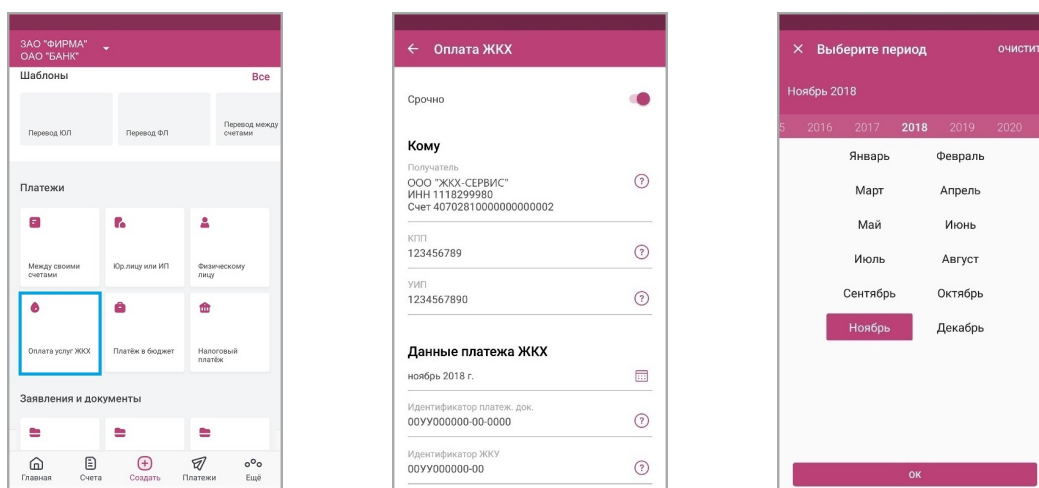 ЗАО "ФИРМА"
ОАО "БАНК"
Шаблоны
Все
Перевод ЮЛ
Перевод ФЛ
Перевод между
счетами
Платежи
Между своими
счетами
Юр.лицу или ИП
Физическому
лицу
Оплата услуг ЖКХ
Платёж в бюджет
Налоговый
платёж
Заявления и документы
Главная
Счета
Создать
Платежи
Ещё
Оплата ЖКХ
Срочно
Кому
Получатель
ООО "ЖКХ-СЕРВИС"
ИНН 1118299980
Счет 40702810000000000002
КПП
123456789
УИП
1234567890
Данные платежа ЖКХ
ноябрь 2018 г.
Идентификатор платеж. док.
00УУ000000-00-0000
Идентификатор ЖКУ
00УУ000000-00
Выберите период
ОЧИСТИТ
Ноябрь 2018
5 2016 2017 2018 2019 2020
Январь Февраль
Март Апрель
Май Июнь
Июль Август
Сентябрь Октябрь
Ноябрь Декабрь
ОК